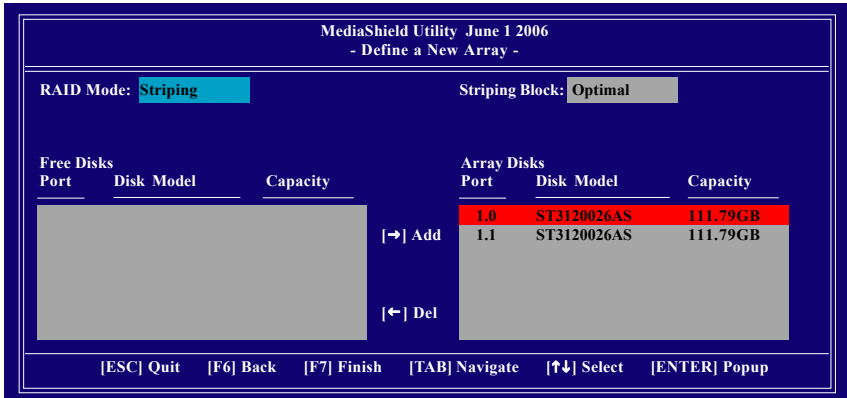 MediaShield Utility June 1 2006
- Define a New Array -
RAID Mode: Striping
Striping Block: Optimal
Free Disks
Port Disk Model Capacity
Array Disks
Port Disk Model Capacity
1.0 ST3120026AS 111.79GB
1.1 ST3120026AS 111.79GB
[→] Add
[←] Del
[ESC] Quit [F6] Back [F7] Finish [TAB] Navigate [↑↓] Select [ENTER] Popup